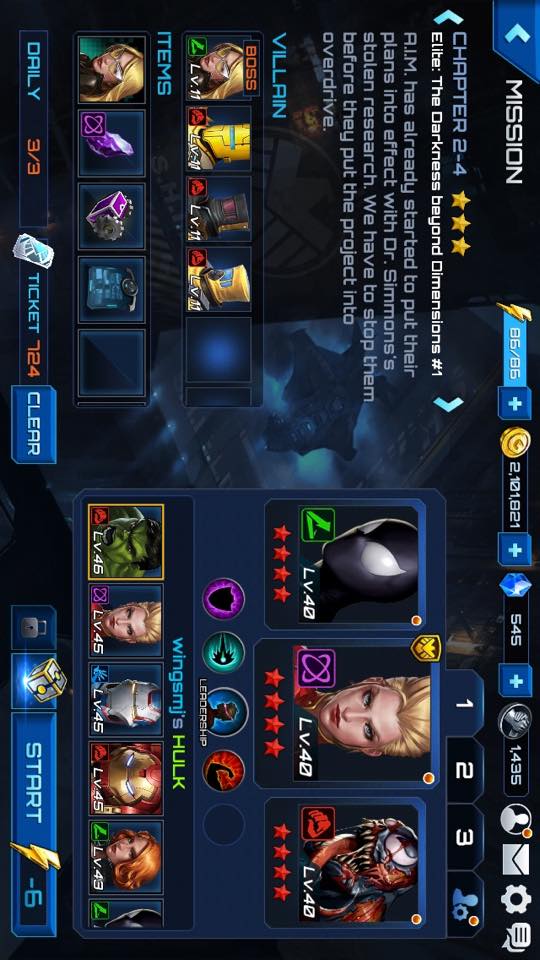 MISSION
86/86
2,101,821
545
1,435
CHAPTER 2-4
Elite: The Darkness beyond Dimensions #1
A.I.M. has already started to put their
plans into effect with Dr. Simmons's
stolen research. We have to stop them
before they put the project into
overdrive.
VILLAIN
BOSS
Lv.11
Lv.11
Lv.11
Lv.11
ITEMS
DAILY 3/3
TICKET 724
CLEAR
1
2
3
Lv.40
Lv.40
Lv.40
LEADERSHIP
wingsmj's HULK
Lv.46
Lv.45
Lv.45
Lv.45
Lv.43
START -6